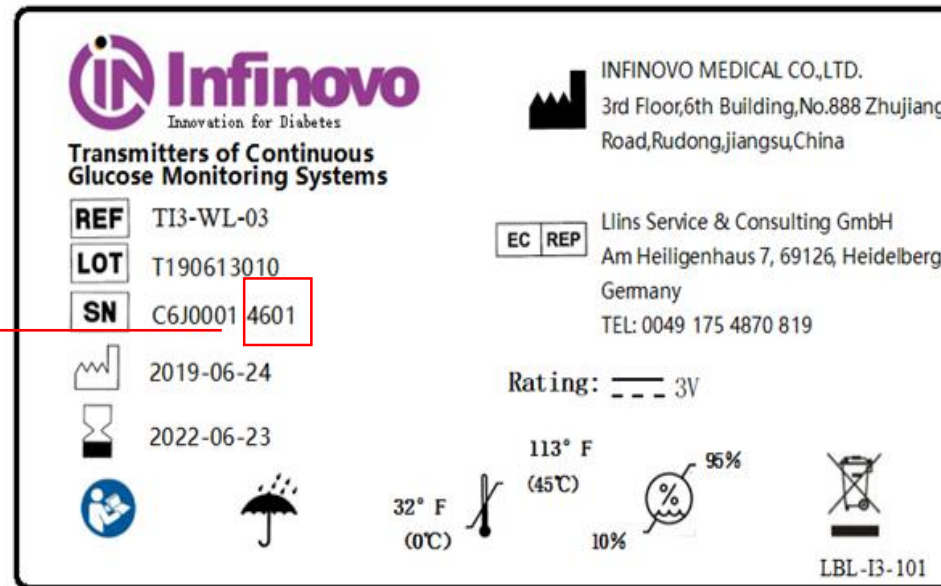 iN Infinovo
Innovation for Diabetes
Transmitters of Continuous
Glucose Monitoring Systems
REF TI3-WL-03
LOT T190613010
SN C6J0001 4601
2019-06-24
2022-06-23
INFINOVO MEDICAL CO.,LTD.
3rd Floor,6th Building,No.888 Zhujiang
Road,Rudong,jiangsu,China
EC REP
Llins Service & Consulting GmbH
Am Heiligenhaus 7, 69126, Heidelberg
Germany
TEL: 0049 175 4870 819
Rating: 3V
32° F
(0℃)
113° F
(45℃)
10%
%
95%
LBL-I3-101